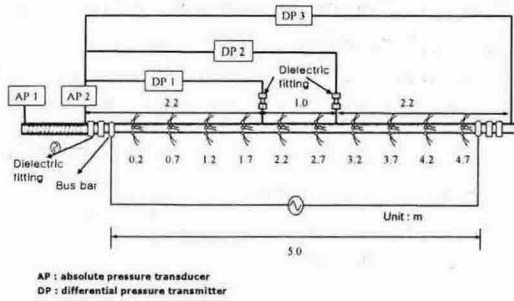 DP 3
DP 2
DP 1
Dielectric
fitting
AP 1
AP 2
2.2
1.0
2.2
Dielectric
fitting
Bus bar
0.2 0.7 1.2 1.7 2.2 2.7 3.2 3.7 4.2 4.7
Unit : m
5.0
AP : absolute pressure transducer
DP : differential pressure transmitter